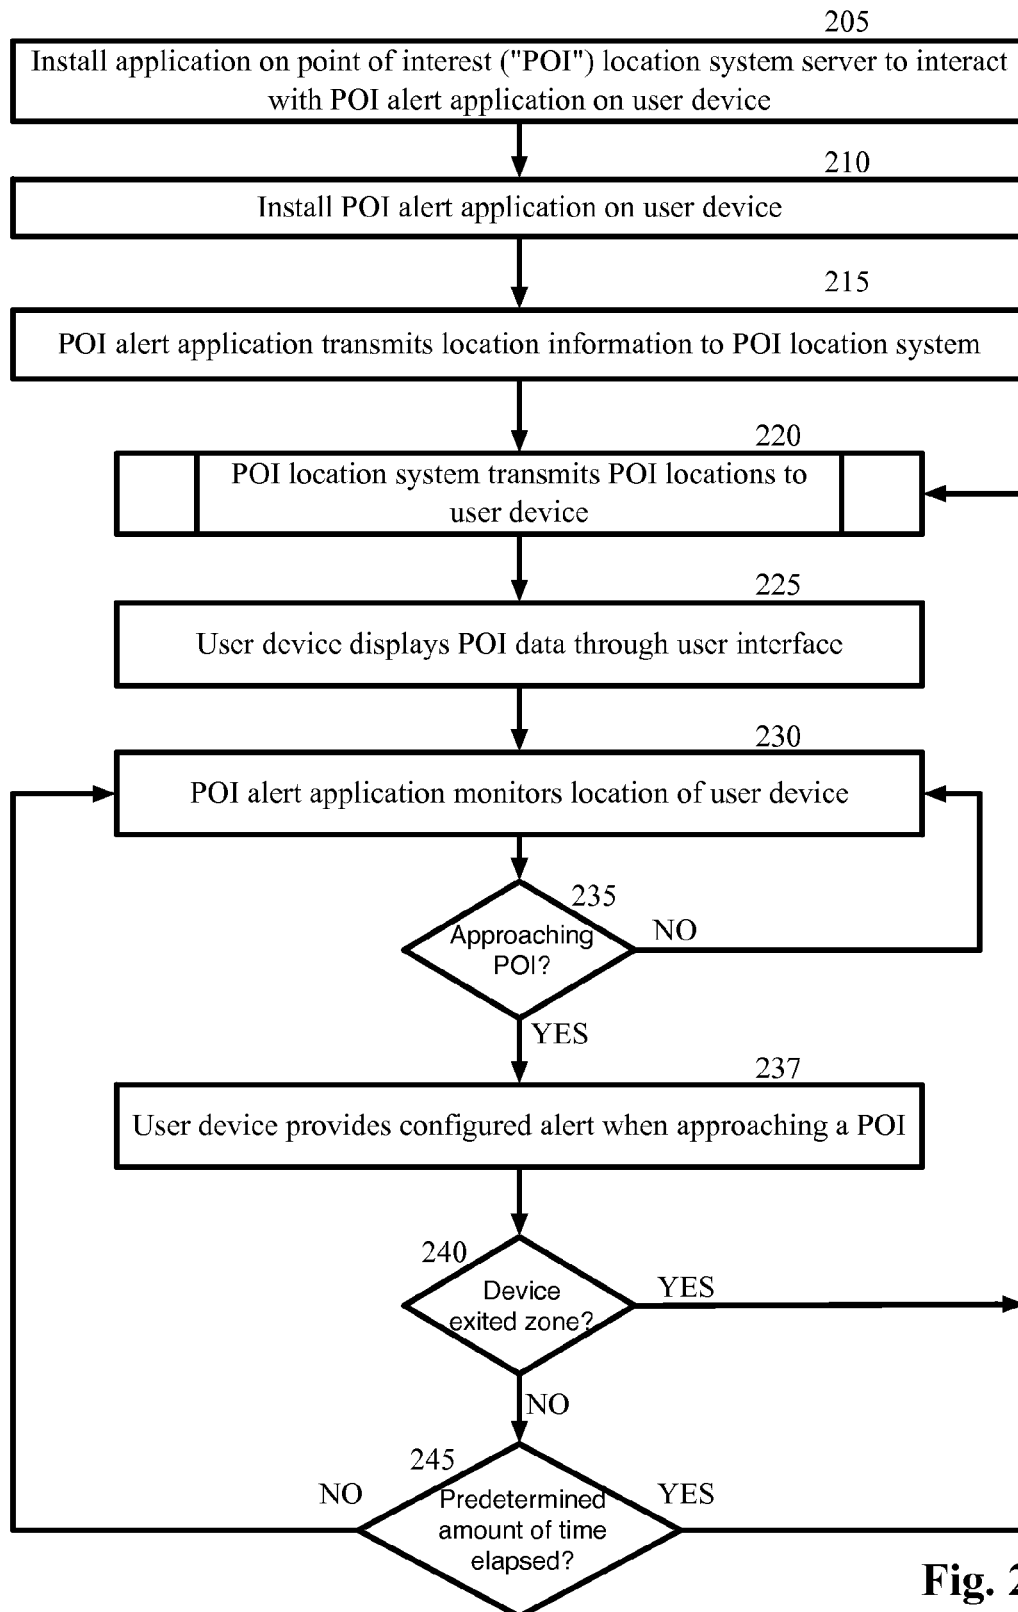 205
Install application on point of interest ("POI") location system server to interact
with POI alert application on user device
210
Install POI alert application on user device
215
POI alert application transmits location information to POI location system
220
POI location system transmits POI locations to
user device
225
User device displays POI data through user interface
230
POI alert application monitors location of user device
235
Approaching
POI?
NO
YES
237
User device provides configured alert when approaching a POI
240
Device
exited zone?
YES
NO
245
NO
YES
Predetermined
amount of time
elapsed?
Fig. 2